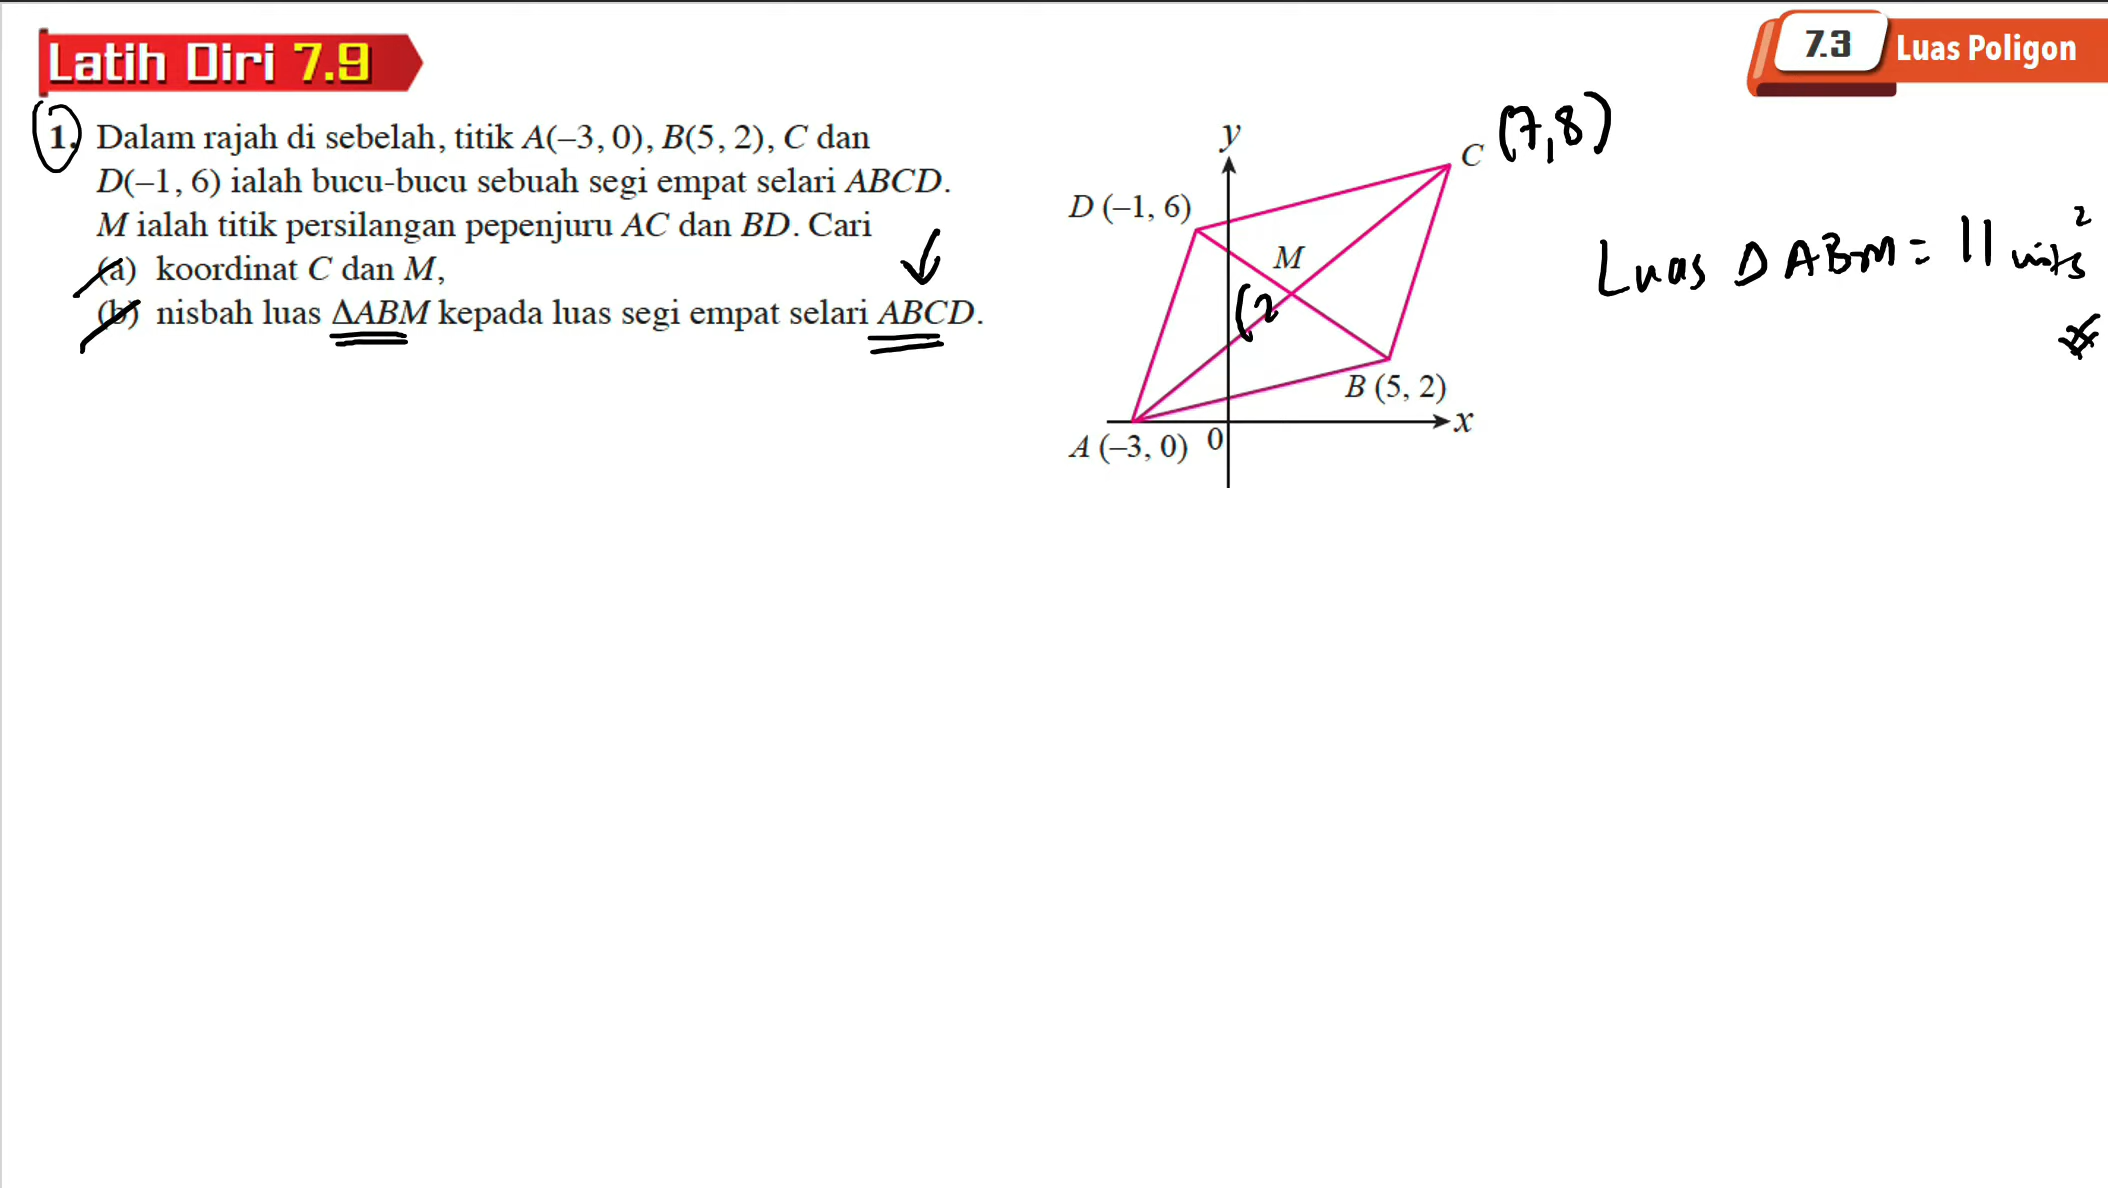 Latih Diri 7.9
7.3 Luas Poligon
1. Dalam rajah di sebelah, titik A(–3, 0), B(5, 2), C dan
D(–1, 6) ialah bucu-bucu sebuah segi empat selari ABCD.
M ialah titik persilangan pepenjuru AC dan BD. Cari
(a) koordinat C dan M,
(b) nisbah luas ΔABM kepada luas segi empat selari ABCD.
y
C (7,8)
D (–1, 6)
M
(2
B (5, 2)
x
A (–3, 0)
0
Luas Δ ABM = 11 units²